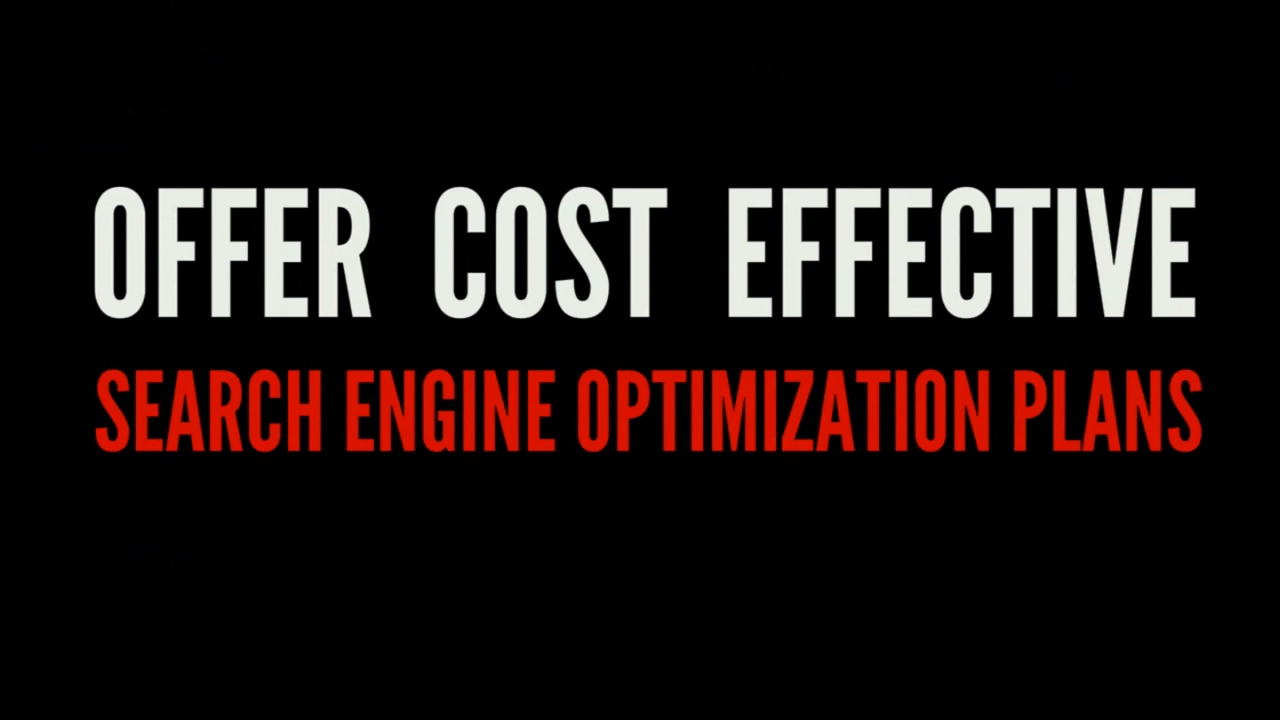 OFFER COST EFFECTIVE
SEARCH ENGINE OPTIMIZATION PLANS